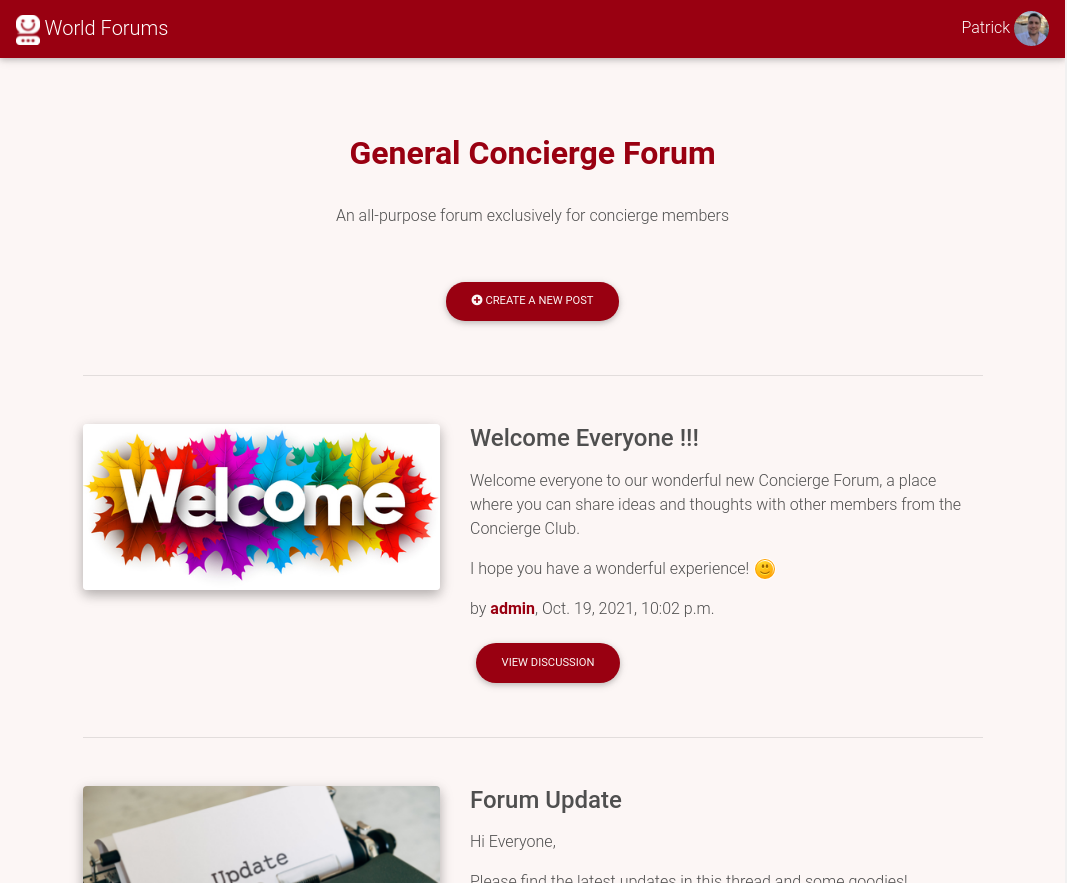 World Forums
Patrick
General Concierge Forum
An all-purpose forum exclusively for concierge members
CREATE A NEW POST
Welcome
Welcome Everyone !!!
Welcome everyone to our wonderful new Concierge Forum, a place
where you can share ideas and thoughts with other members from the
Concierge Club.
I hope you have a wonderful experience!
by admin, Oct. 19, 2021, 10:02 p.m.
VIEW DISCUSSION
Update
Forum Update
Hi Everyone,
Please find the latest updates in this thread and some goodies!